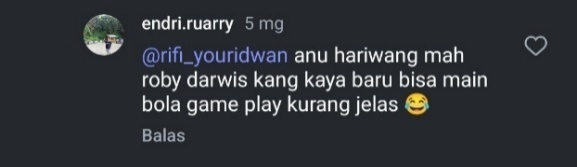 endri.ruarry 5 mg
@rifi_youridwan anu hariwang mah
roby darwis kang kaya baru bisa main
bola game play kurang jelas 😂
Balas